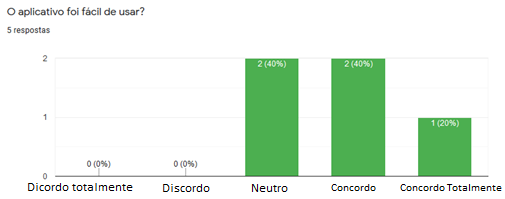 O aplicativo foi fácil de usar?
5 respostas
2
2 (40%)
2 (40%)
1
1 (20%)
0 (0%)
0 (0%)
0
Dicordo totalmente
Discordo
Neutro
Concordo
Concordo Totalmente